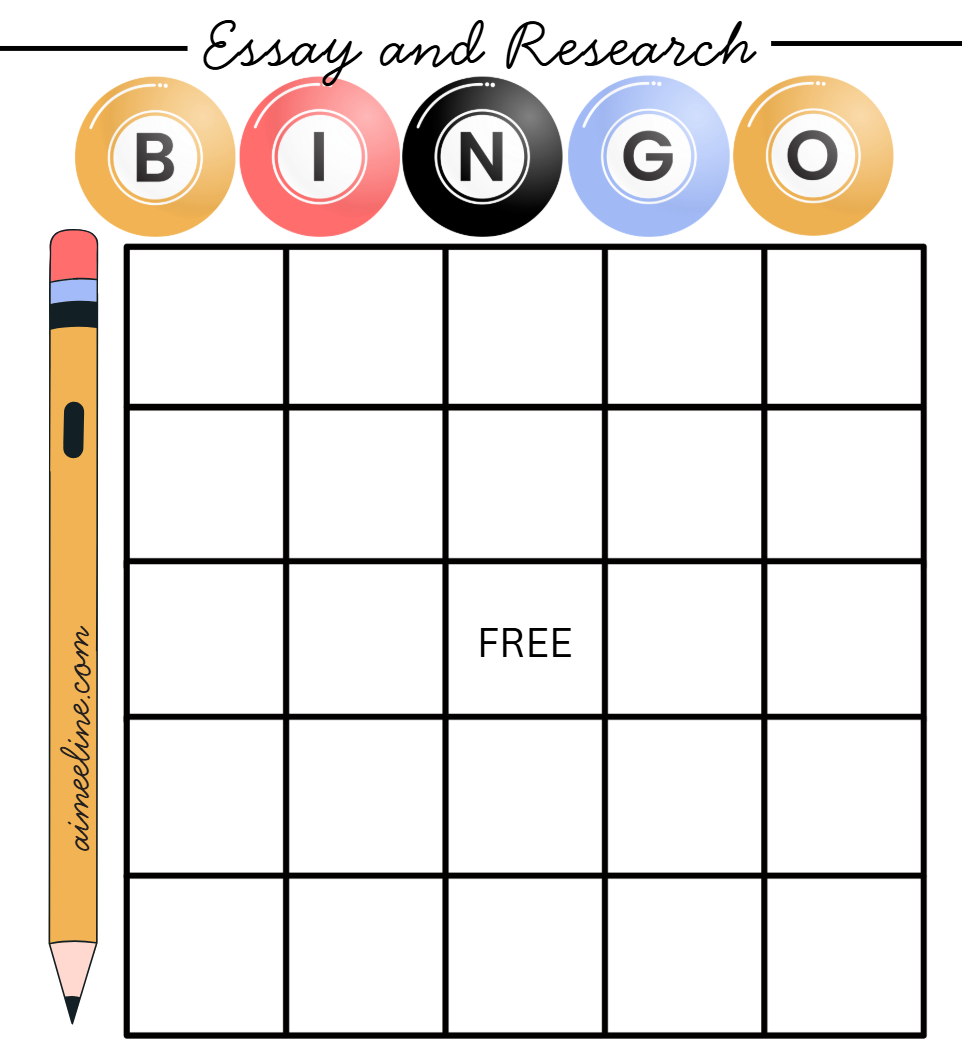 Essay and Research
B I N G O
FREE
aimeeline.com